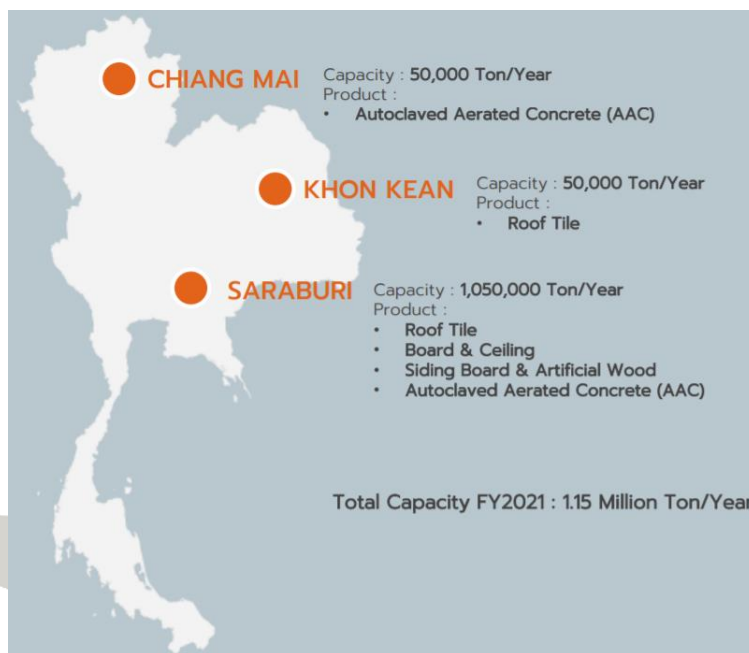 CHIANG MAI
Capacity : 50,000 Ton/Year
Product :
• Autoclaved Aerated Concrete (AAC)
KHON KEAN
Capacity : 50,000 Ton/Year
Product :
• Roof Tile
SARABURI
Capacity : 1,050,000 Ton/Year
Product :
• Roof Tile
• Board & Ceiling
• Siding Board & Artificial Wood
• Autoclaved Aerated Concrete (AAC)
Total Capacity FY2021 : 1.15 Million Ton/Year